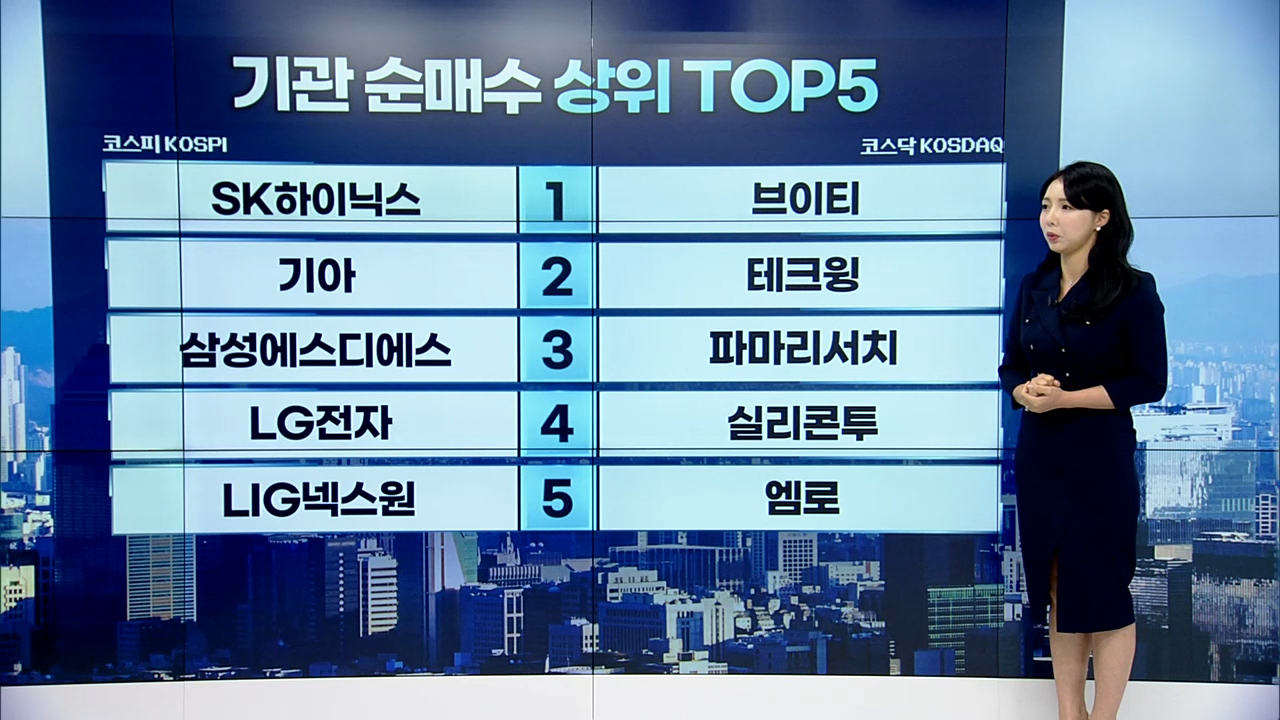 기관 순매수 상위 TOP5
코스피 KOSPI
코스닥 KOSDAQ
SK하이닉스 1 브이티
기아 2 테크윙
삼성에스디에스 3 파마리서치
LG전자 4 실리콘투
LIG넥스원 5 엠로